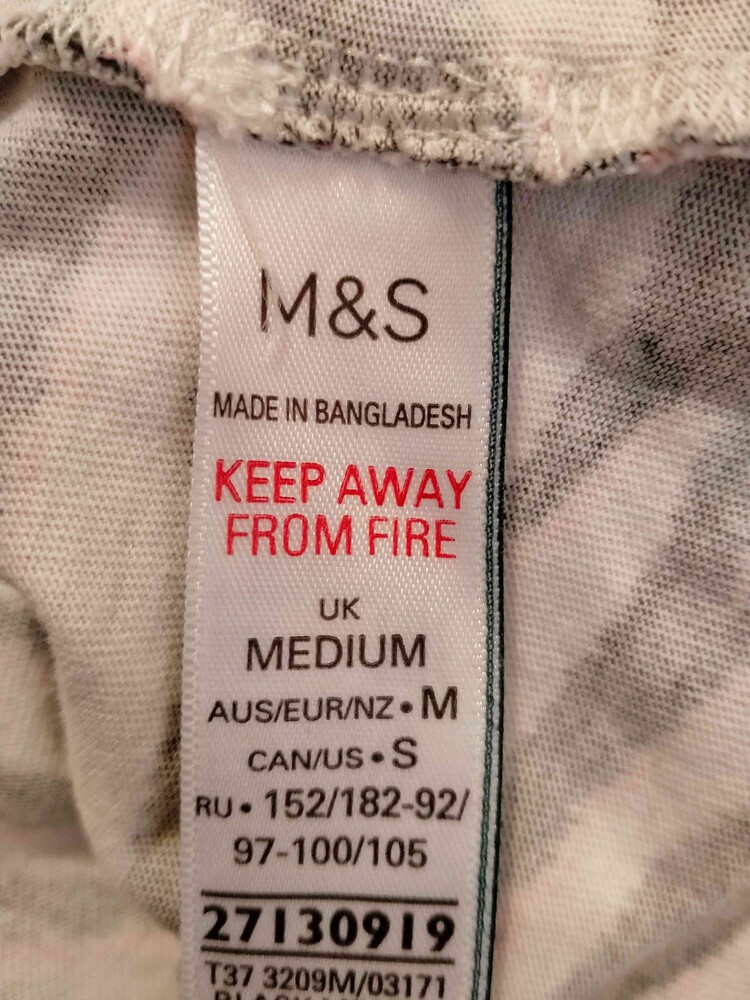 M&S
MADE IN BANGLADESH
KEEP AWAY
FROM FIRE
UK
MEDIUM
AUS/EUR/NZ • M
CAN/US • S
RU • 152/182-92/
97-100/105
27130919
T37 3209M/03171